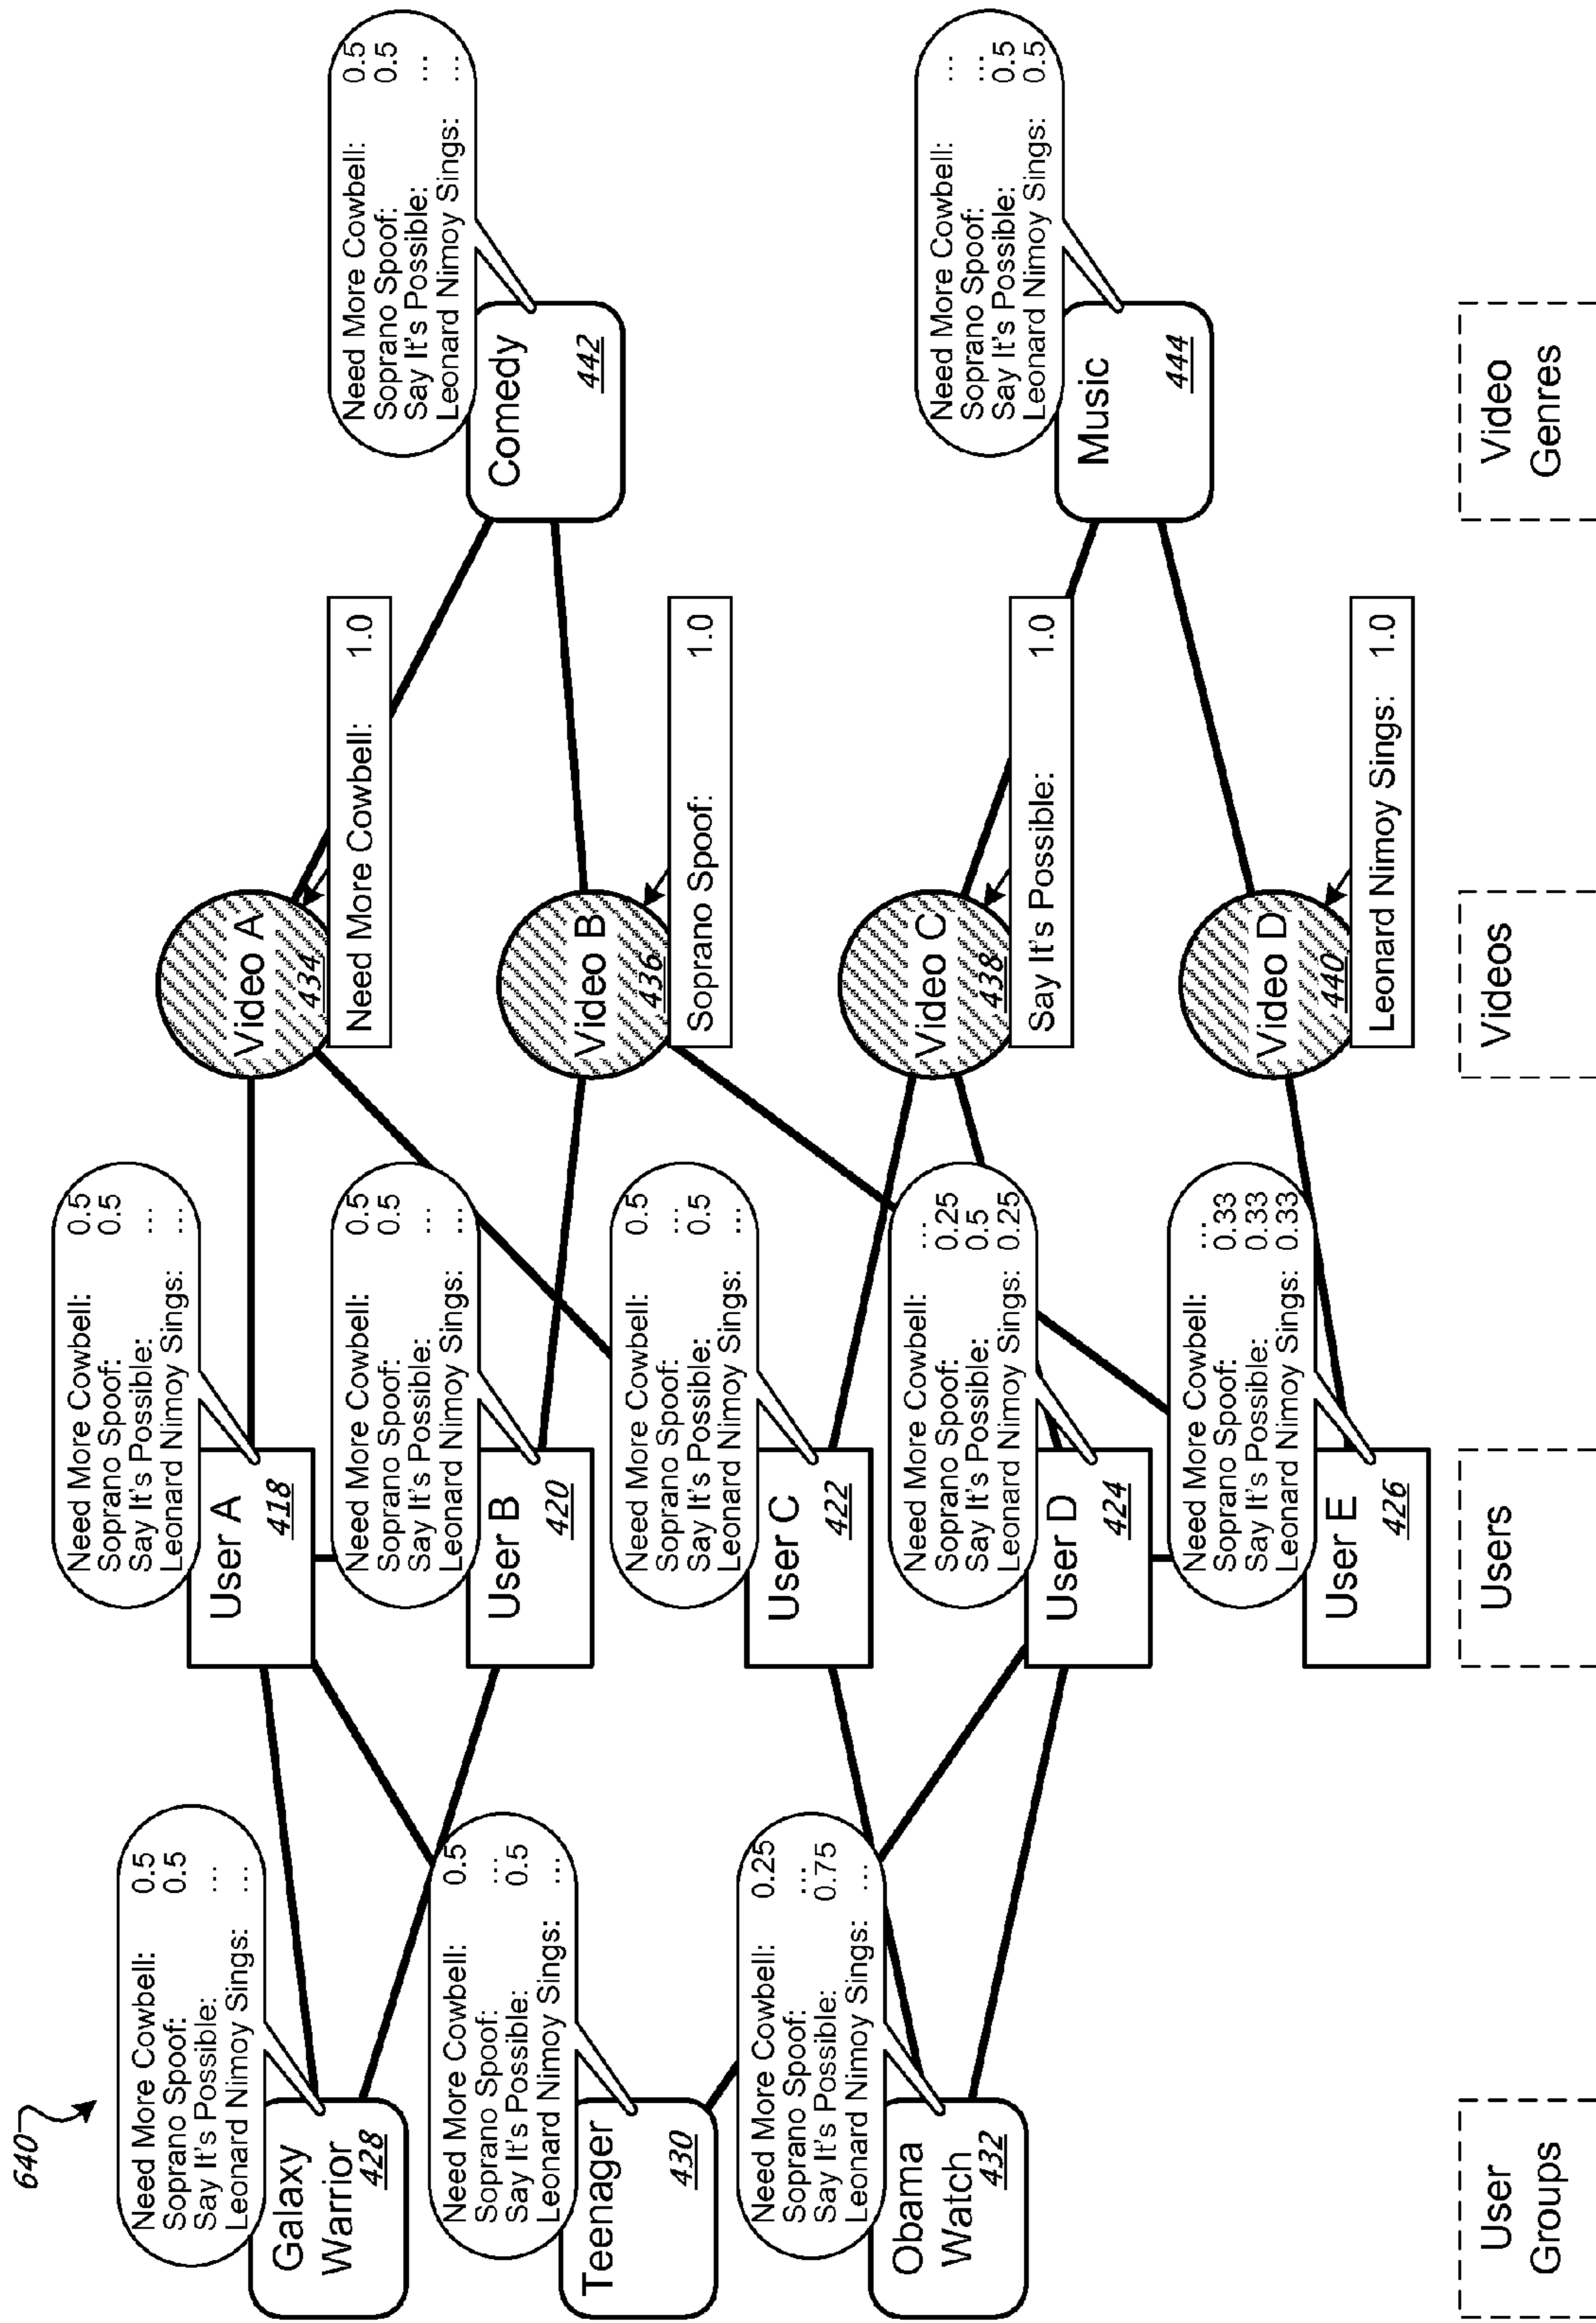 640
Need More Cowbell: 0.5
Soprano Spoof: 0.5
Say It's Possible: ...
Leonard Nimoy Sings: ...
Galaxy
Warrior
428
Need More Cowbell: 0.5
Soprano Spoof: ...
Say It's Possible: 0.5
Leonard Nimoy Sings: ...
Teenager
430
Need More Cowbell: 0.25
Soprano Spoof: ...
Say It's Possible: 0.75
Leonard Nimoy Sings: ...
Obama
Watch
432
User
Groups
Need More Cowbell: 0.5
Soprano Spoof: 0.5
Say It's Possible: ...
Leonard Nimoy Sings: ...
User A
418
Need More Cowbell: 0.5
Soprano Spoof: 0.5
Say It's Possible: ...
Leonard Nimoy Sings: ...
User B
420
Need More Cowbell: 0.5
Soprano Spoof: ...
Say It's Possible: 0.5
Leonard Nimoy Sings: ...
User C
422
Need More Cowbell: ...
Soprano Spoof: 0.25
Say It's Possible: 0.5
Leonard Nimoy Sings: 0.25
User D
424
Need More Cowbell: ...
Soprano Spoof: 0.33
Say It's Possible: 0.33
Leonard Nimoy Sings: 0.33
User E
426
Users
Video A
434
Need More Cowbell: 1.0
Video B
436
Soprano Spoof: 1.0
Video C
438
Say It's Possible: 1.0
Video D
440
Leonard Nimoy Sings: 1.0
Videos
Need More Cowbell: 0.5
Soprano Spoof: 0.5
Say It's Possible: ...
Leonard Nimoy Sings: ...
Comedy
442
Need More Cowbell: ...
Soprano Spoof: ...
Say It's Possible: 0.5
Leonard Nimoy Sings: 0.5
Music
444
Video
Genres